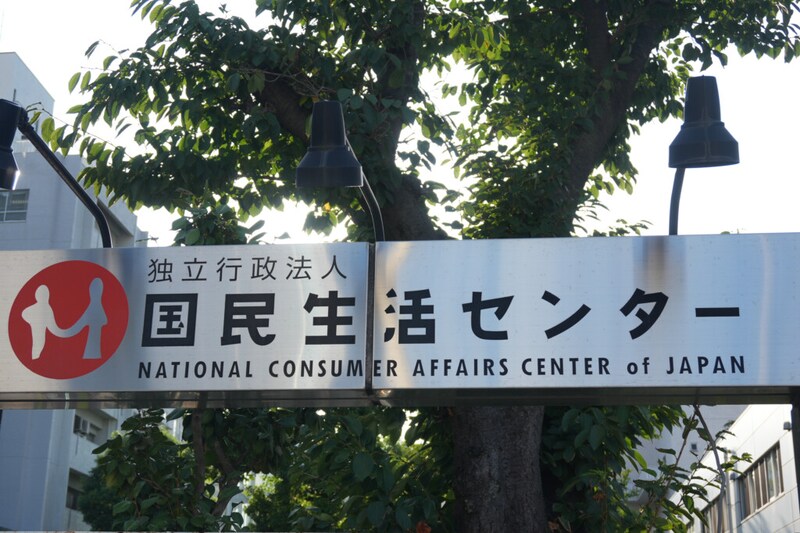 独立行政法人
国民生活センター
NATIONAL CONSUMER AFFAIRS CENTER of JAPAN